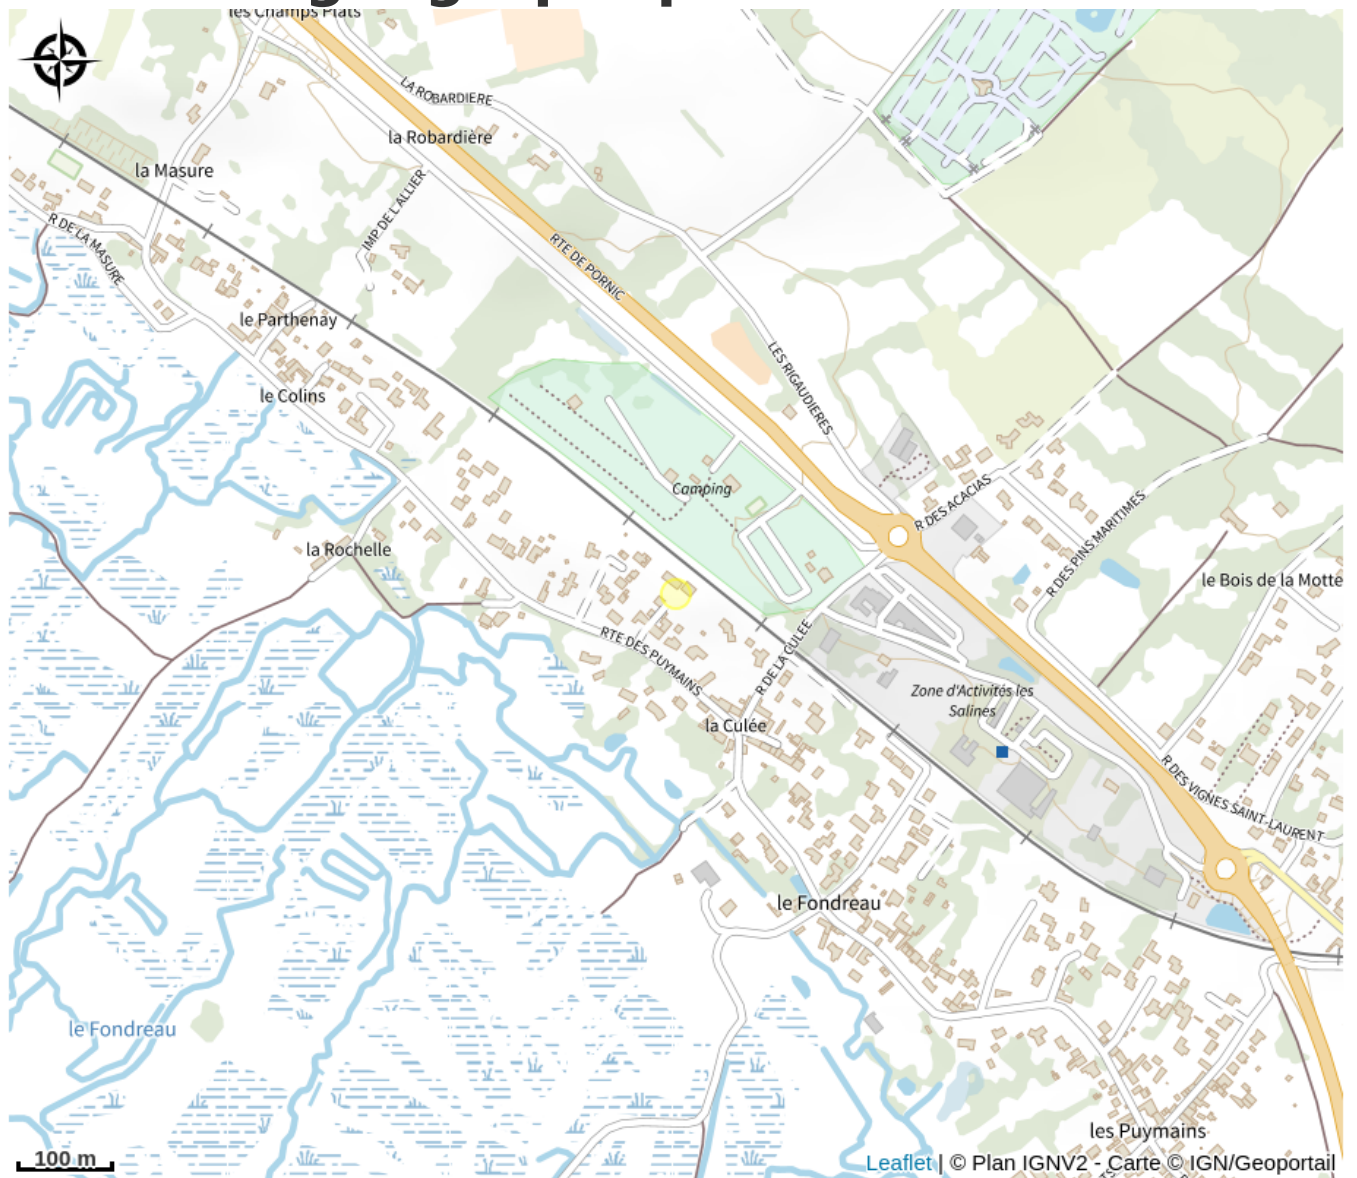 les Champs Plats
LA ROBARDIERE
la Robardière
la Masure
IMP DE L ALLIER
R DE LA MASURE
RTE DE PORNIC
le Parthenay
LES RIGAUDIERES
le Colins
Camping
R DES ACACIAS
R DES PINS MARITIMES
la Rochelle
le Bois de la Motte
RTE DES PUYMAINS
R DE LA CULEE
Zone d'Activités les
Salines
la Culée
R DES VIGNES SAINT-LAURENT
le Fondreau
le Fondreau
les Puymains
100 m
Leaflet | © Plan IGNV2 - Carte © IGN/Geoportail